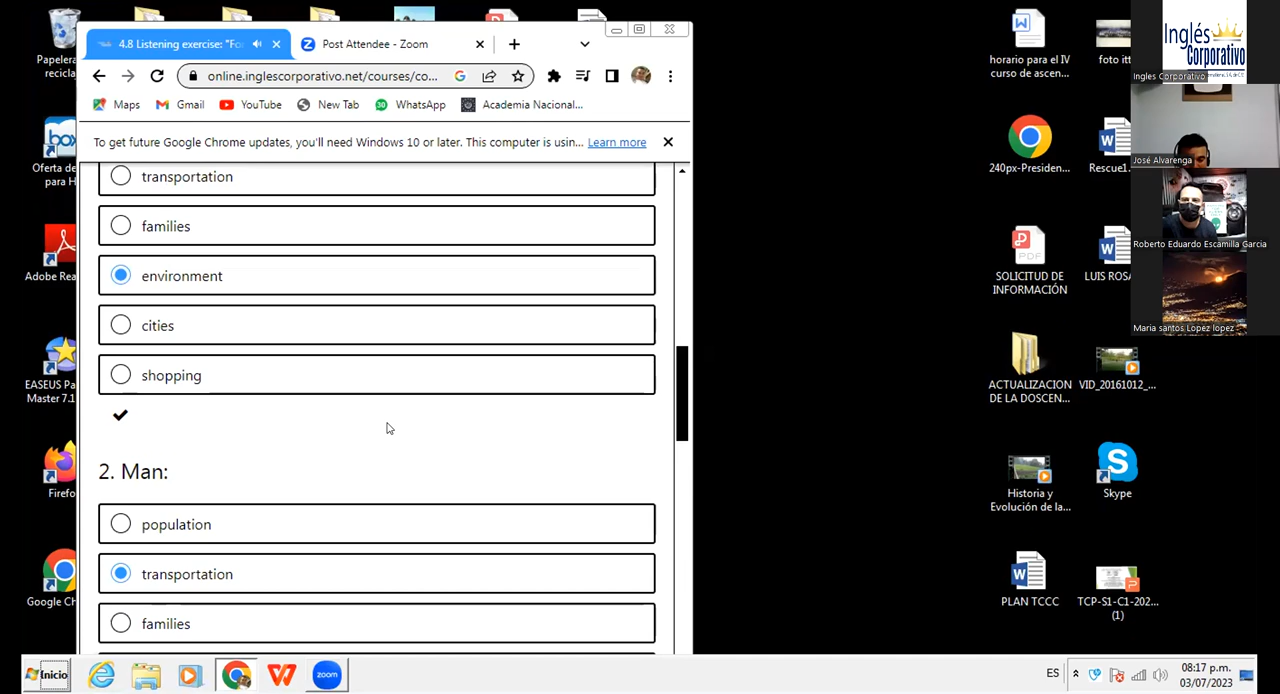 4.8 Listening exercise: "Fo
Post Attendee - Zoom
online.inglescorporativo.net/courses/co...
Maps
Gmail
YouTube
New Tab
WhatsApp
Academia Nacional...
To get future Google Chrome updates, you'll need Windows 10 or later. This computer is usin...
Learn more
transportation
families
environment
cities
shopping
2. Man:
population
transportation
families
Papelera
recicla
box
Oferta de
para H
Adobe Rea
EASEUS Pa
Master 7.1
Firefo
Google Ch
horario para el IV
curso de ascen...
foto itt
240px-Presiden...
Rescue1.
SOLICITUD DE
INFORMACIÓN
LUIS ROSA
ACTUALIZACION
DE LA DOSCEN...
VID_20161012_...
Historia y
Evolución de la...
Skype
PLAN TCCC
TCP-S1-C1-202...
(1)
Inglés
Corporativo
Ingles Corporativo
José Alvarenga
Roberto Eduardo Escamilla Garcia
Maria santos Lopez lopez
Inicio
zoom
ES
08:17 p.m.
03/07/2023